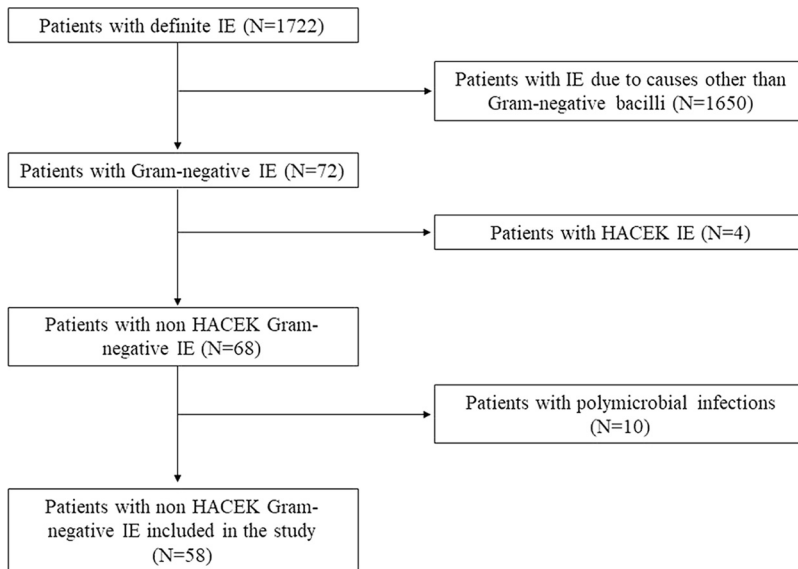 Patients with definite IE (N=1722)
Patients with IE due to causes other than
Gram-negative bacilli (N=1650)
Patients with Gram-negative IE (N=72)
Patients with HACEK IE (N=4)
Patients with non HACEK Gram-
negative IE (N=68)
Patients with polymicrobial infections
(N=10)
Patients with non HACEK Gram-
negative IE included in the study
(N=58)